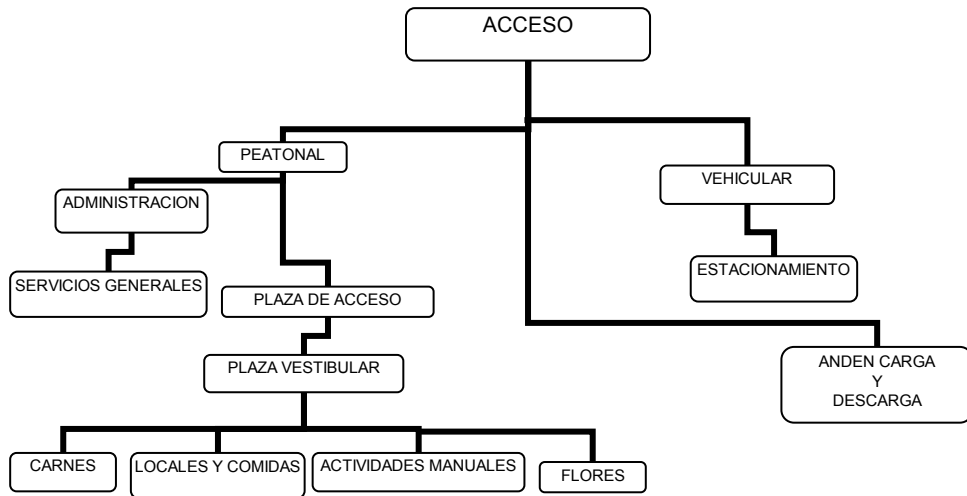 ACCESO
PEATONAL
VEHICULAR
ADMINISTRACION
SERVICIOS GENERALES
ESTACIONAMIENTO
PLAZA DE ACCESO
PLAZA VESTIBULAR
ANDEN CARGA
Y
DESCARGA
CARNES
LOCALES Y COMIDAS
ACTIVIDADES MANUALES
FLORES